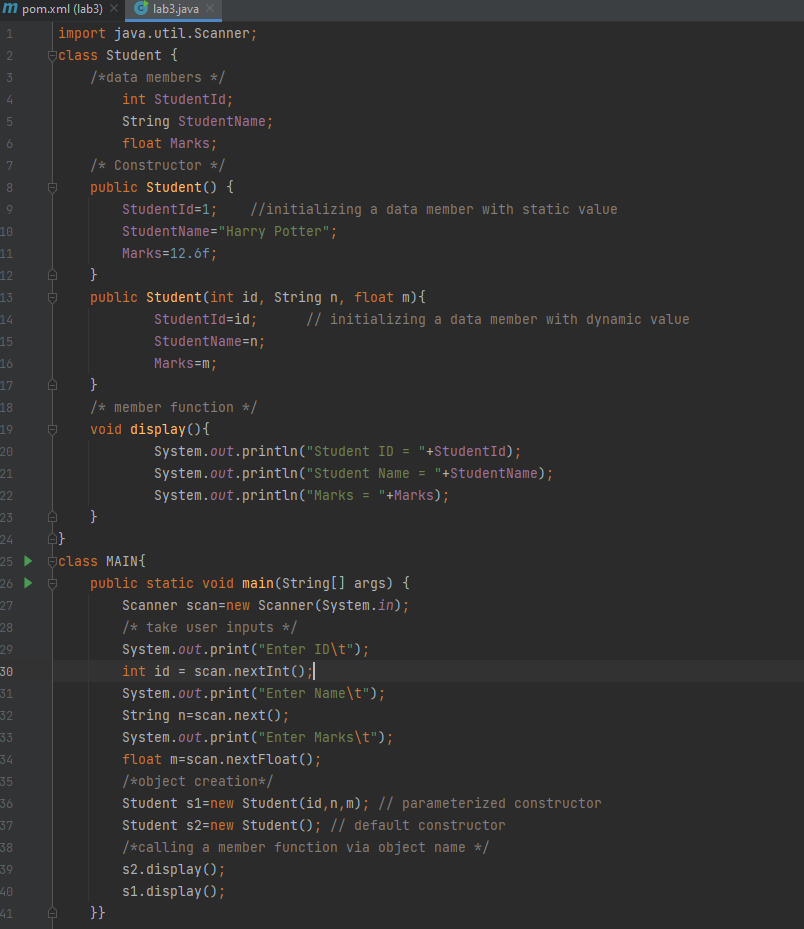 pom.xml (lab3) lab3.java
1 import java.util.Scanner;
2 class Student {
3 /*data members */
4 int StudentId;
5 String StudentName;
6 float Marks;
7 /* Constructor */
8 public Student() {
9 StudentId=1; //initializing a data member with static value
10 StudentName="Harry Potter";
11 Marks=12.6f;
12 }
13 public Student(int id, String n, float m){
14 StudentId=id; // initializing a data member with dynamic value
15 StudentName=n;
16 Marks=m;
17 }
18 /* member function */
19 void display(){
20 System.out.println("Student ID = "+StudentId);
21 System.out.println("Student Name = "+StudentName);
22 System.out.println("Marks = "+Marks);
23 }
24 }
25 class MAIN{
26 public static void main(String[] args) {
27 Scanner scan=new Scanner(System.in);
28 /* take user inputs */
29 System.out.print("Enter ID\t");
30 int id = scan.nextInt();
31 System.out.print("Enter Name\t");
32 String n=scan.next();
33 System.out.print("Enter Marks\t");
34 float m=scan.nextFloat();
35 /*object creation*/
36 Student s1=new Student(id,n,m); // parameterized constructor
37 Student s2=new Student(); // default constructor
38 /*calling a member function via object name */
39 s2.display();
40 s1.display();
41 }}